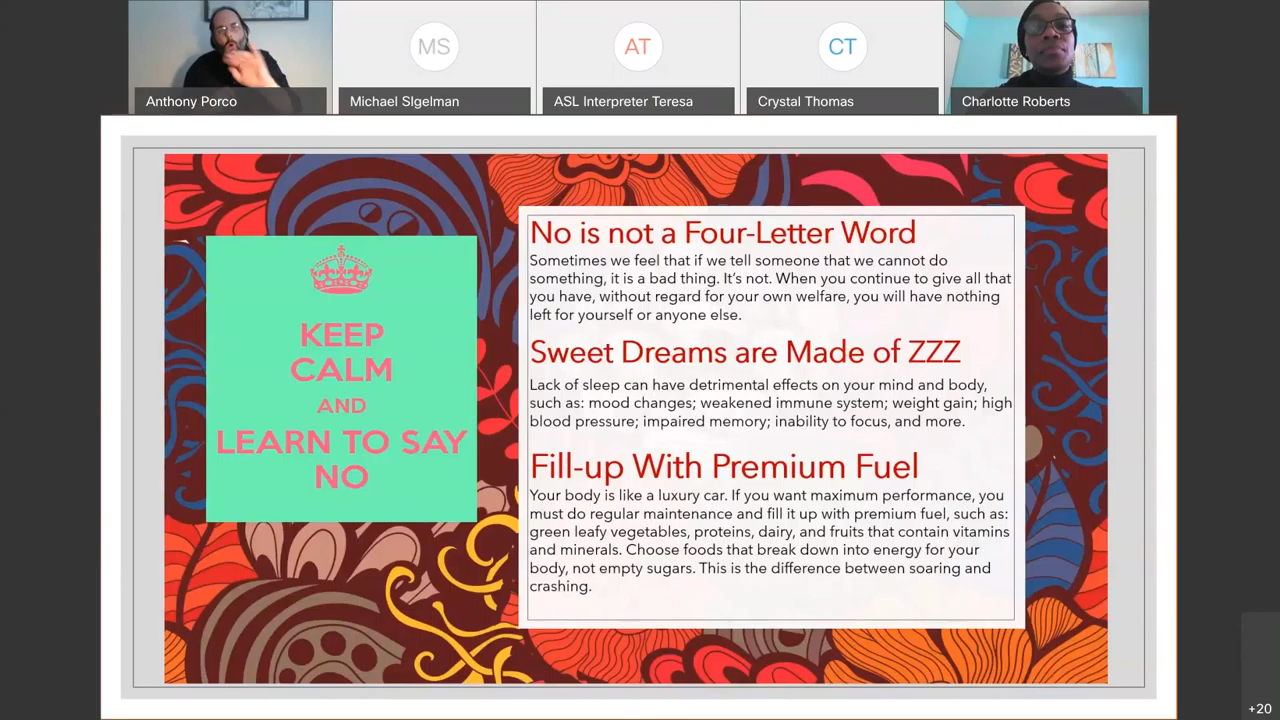 MS
AT
CT
Anthony Porco
Michael SIgelman
ASL Interpreter Teresa
Crystal Thomas
Charlotte Roberts
KEEP
CALM
AND
LEARN TO SAY
NO
No is not a Four-Letter Word
Sometimes we feel that if we tell someone that we cannot do
something, it is a bad thing. It's not. When you continue to give all that
you have, without regard for your own welfare, you will have nothing
left for yourself or anyone else.
Sweet Dreams are Made of ZZZ
Lack of sleep can have detrimental effects on your mind and body,
such as: mood changes; weakened immune system; weight gain; high
blood pressure; impaired memory; inability to focus, and more.
Fill-up With Premium Fuel
Your body is like a luxury car. If you want maximum performance, you
must do regular maintenance and fill it up with premium fuel, such as:
green leafy vegetables, proteins, dairy, and fruits that contain vitamins
and minerals. Choose foods that break down into energy for your
body, not empty sugars. This is the difference between soaring and
crashing.
+20